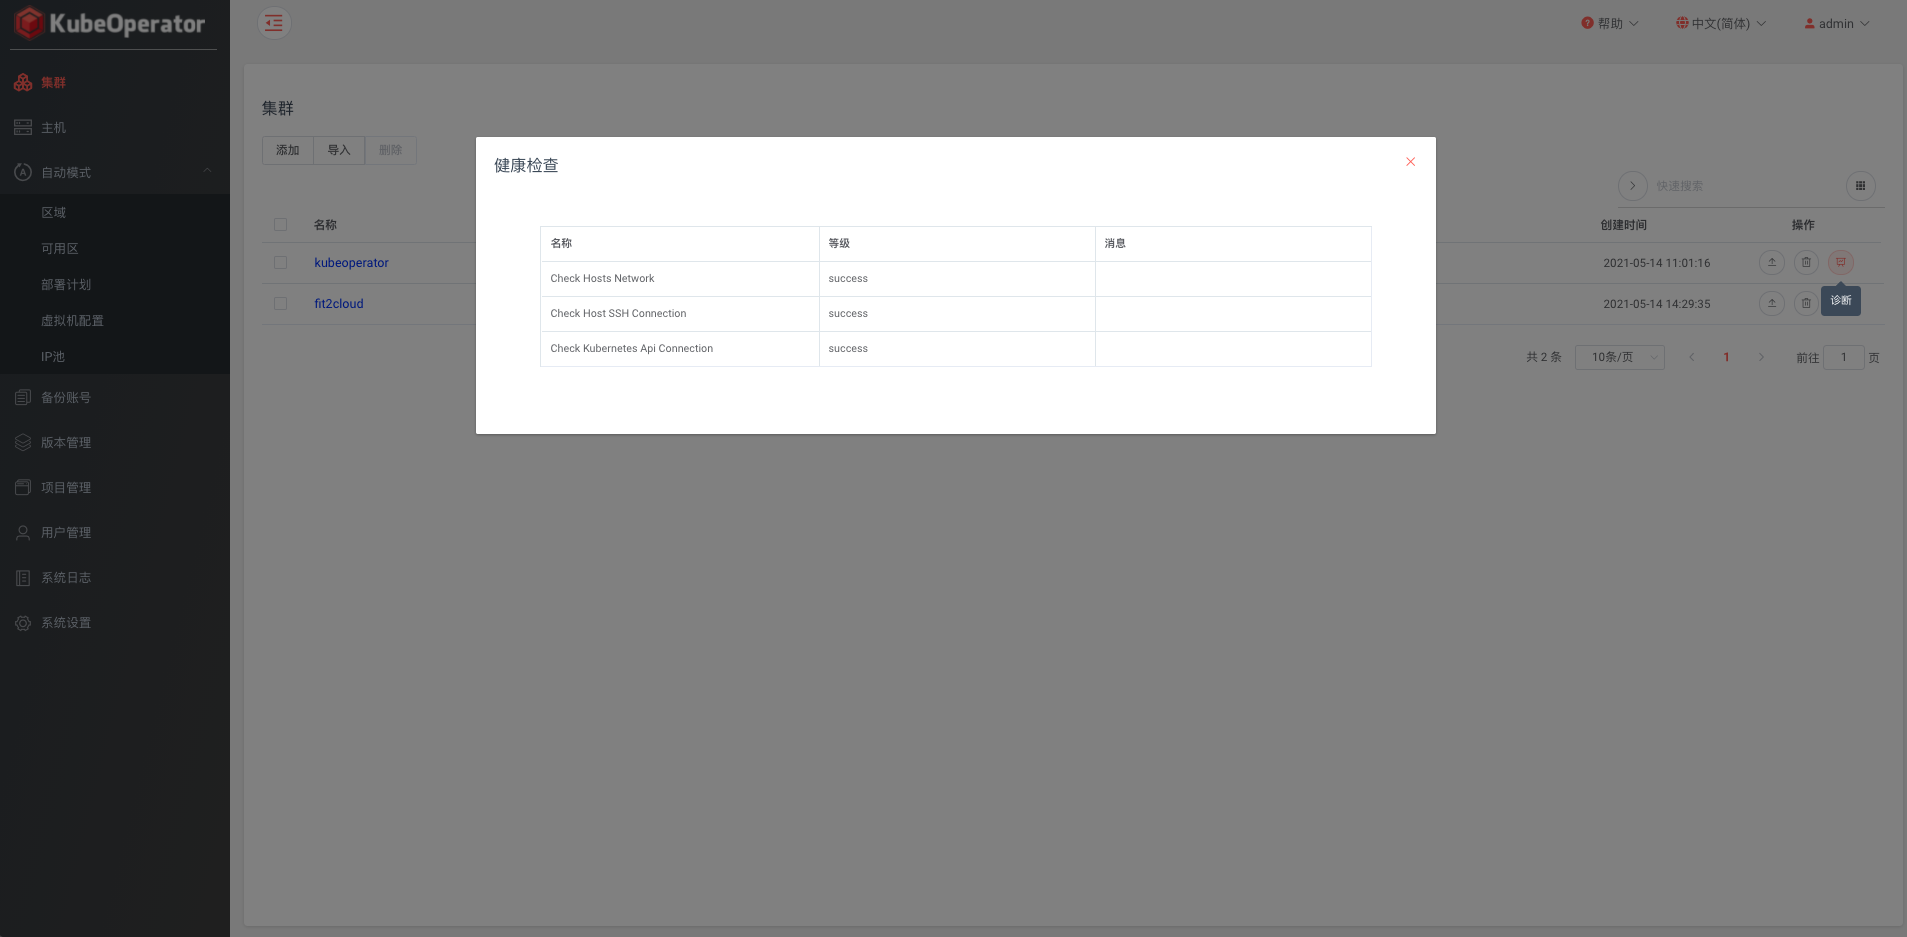 KubeOperator
帮助
中文(简体)
admin
集群
主机
自动模式
区域
可用区
部署计划
虚拟机配置
IP池
备份账号
版本管理
项目管理
用户管理
系统日志
系统设置
集群
添加
导入
删除
快速搜索
名称
创建时间
操作
kubeoperator
2021-05-14 11:01:16
fit2cloud
2021-05-14 14:29:35
诊断
共 2 条
10条/页
1
前往
1
页
健康检查
名称 等级 消息
Check Hosts Network success
Check Host SSH Connection success
Check Kubernetes Api Connection success